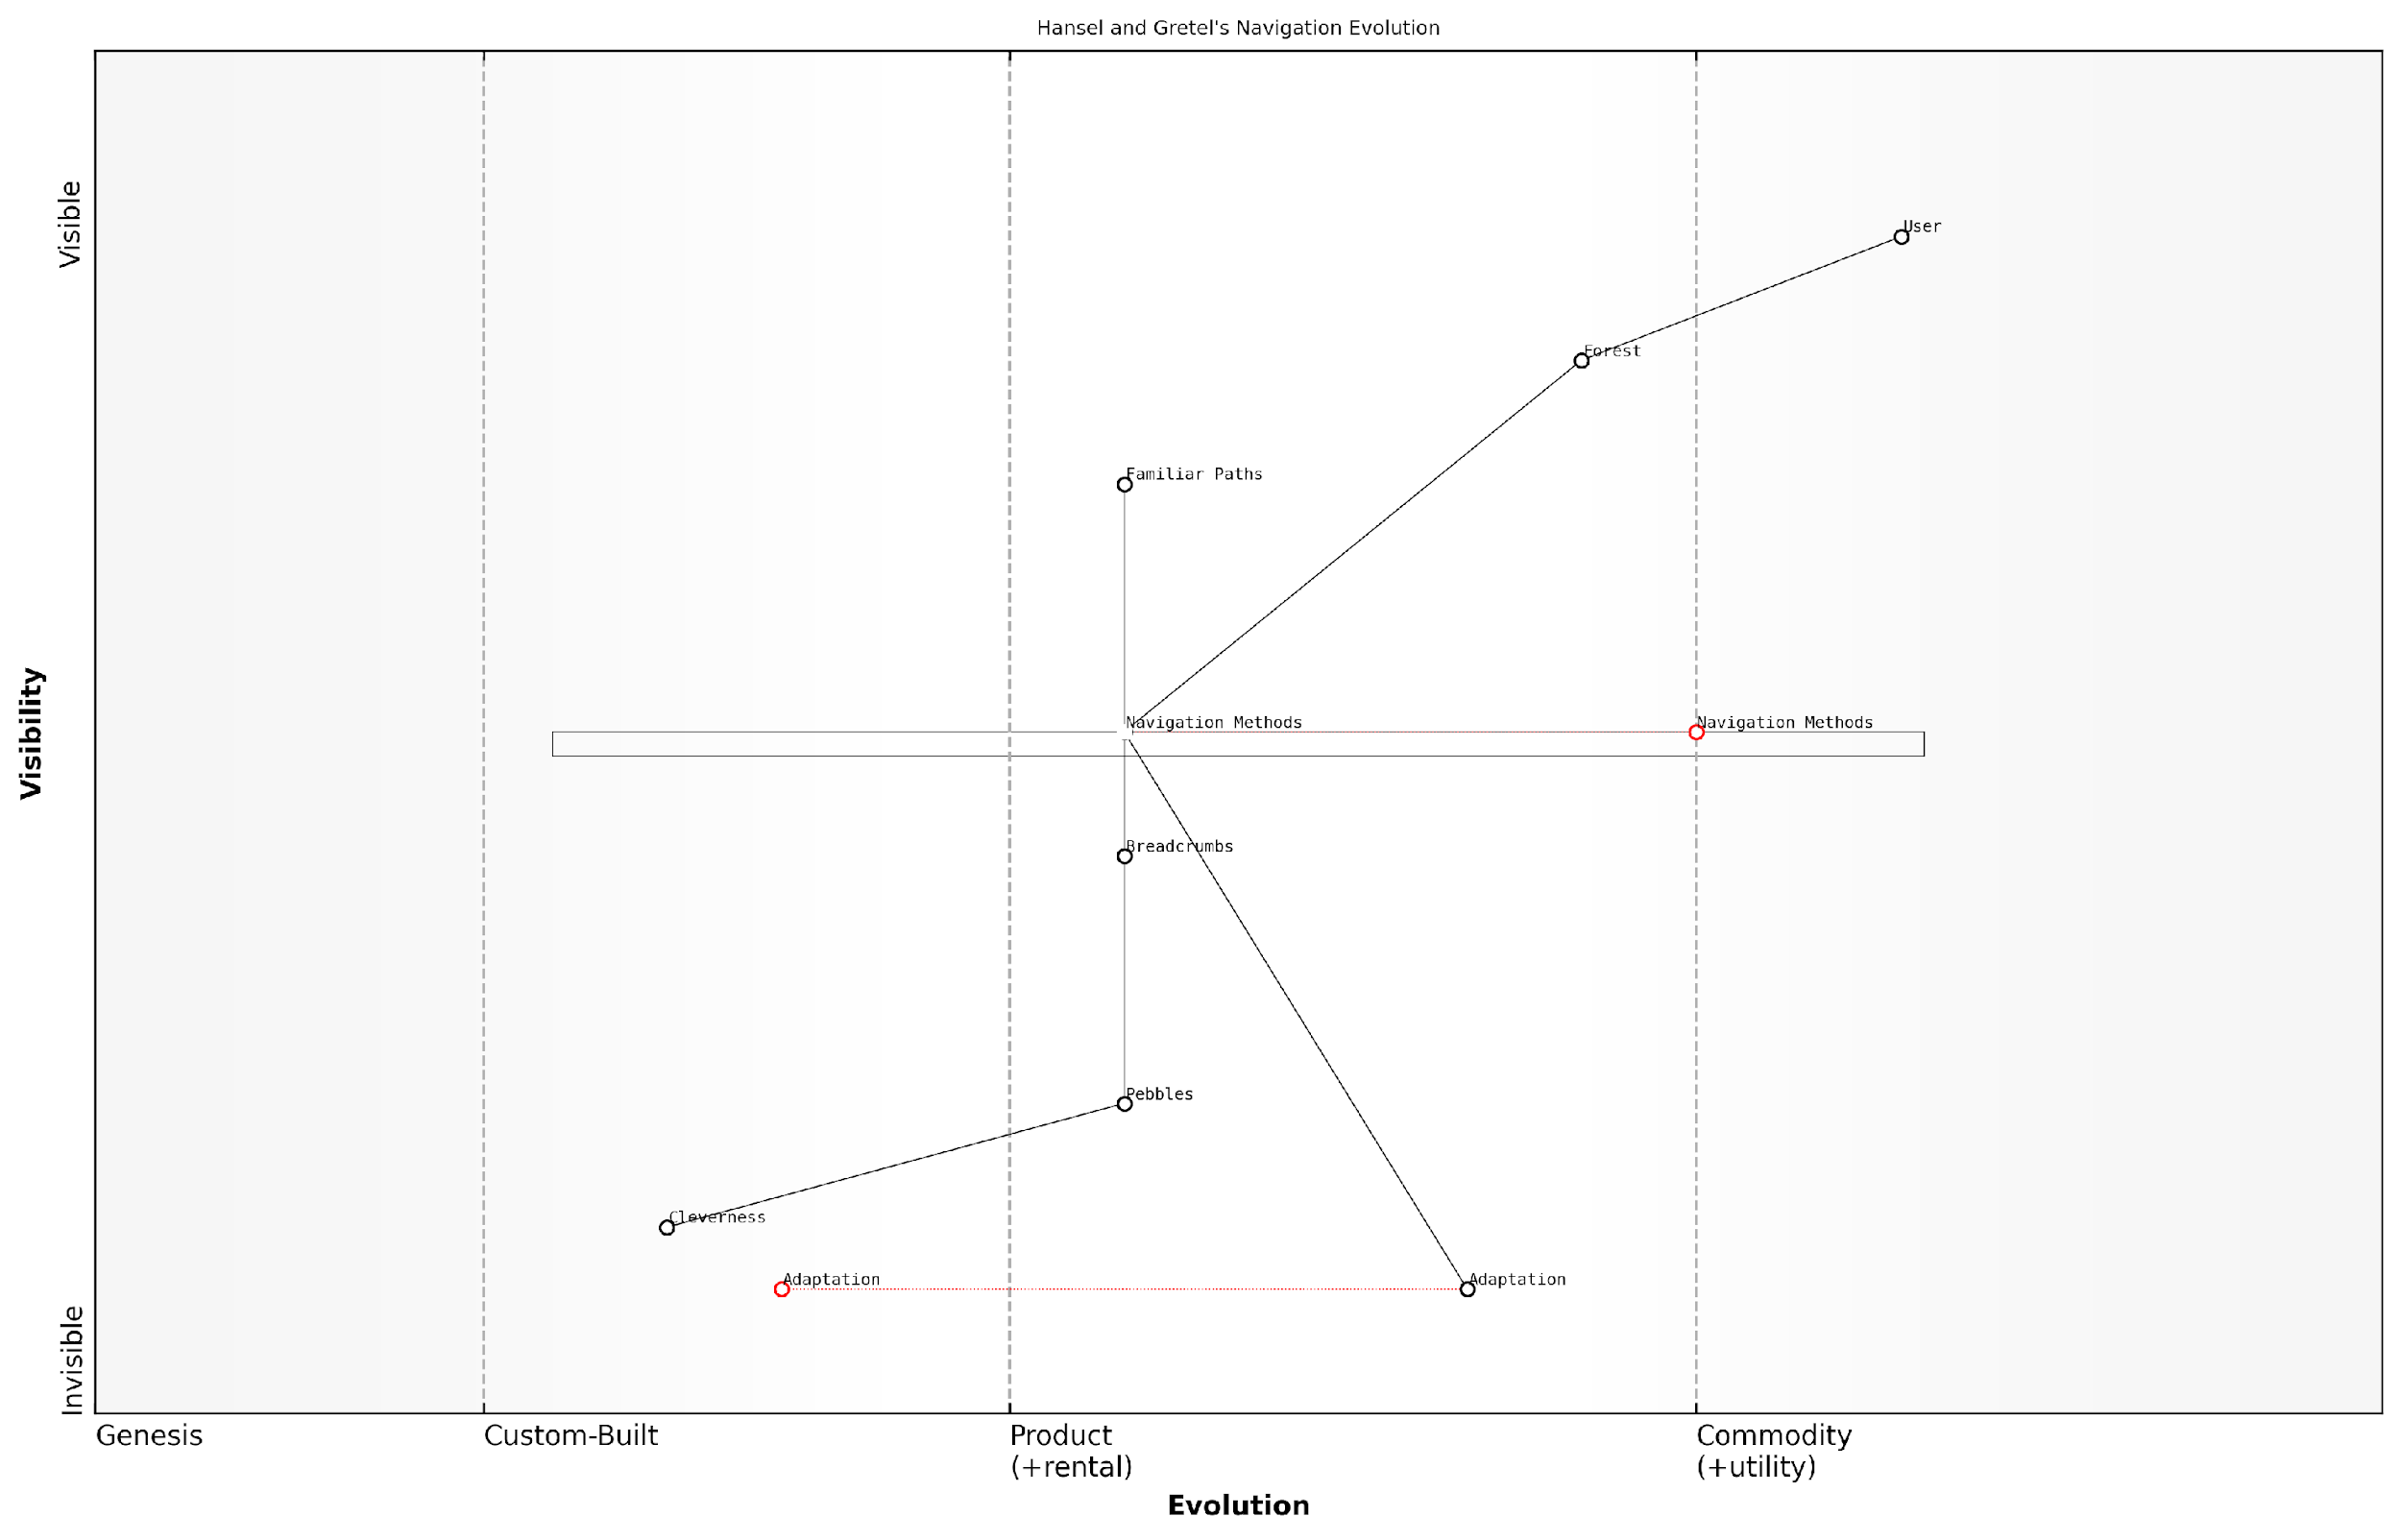 Hansel and Gretel's Navigation Evolution
Visible
User
Forest
Familiar Paths
Visibility
Navigation Methods
Navigation Methods
Breadcrumbs
Pebbles
Cleverness
Adaptation
Adaptation
Invisible
Genesis
Custom-Built
Product
(+rental)
Commodity
(+utility)
Evolution